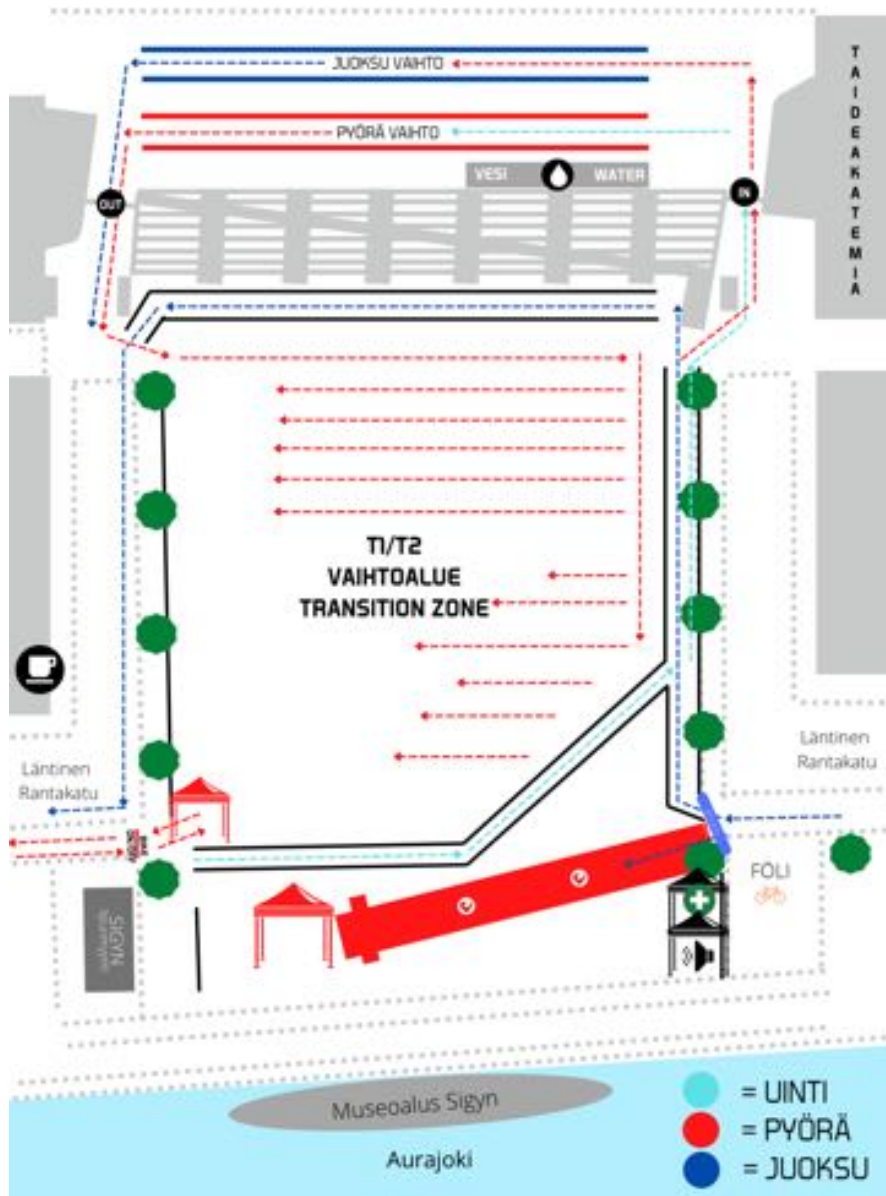 JUOKSU VAIHTO
PYÖRÄ VAIHTO
VESI WATER
OUT
IN
TAIDEAKATEMIA
T1/T2
VAIHTOALUE
TRANSITION ZONE
Läntinen
Rantakatu
Läntinen
Rantakatu
FÖLI
SIGYN
Museoalus Sigyn
Aurajoki
= UINTI
= PYÖRÄ
= JUOKSU